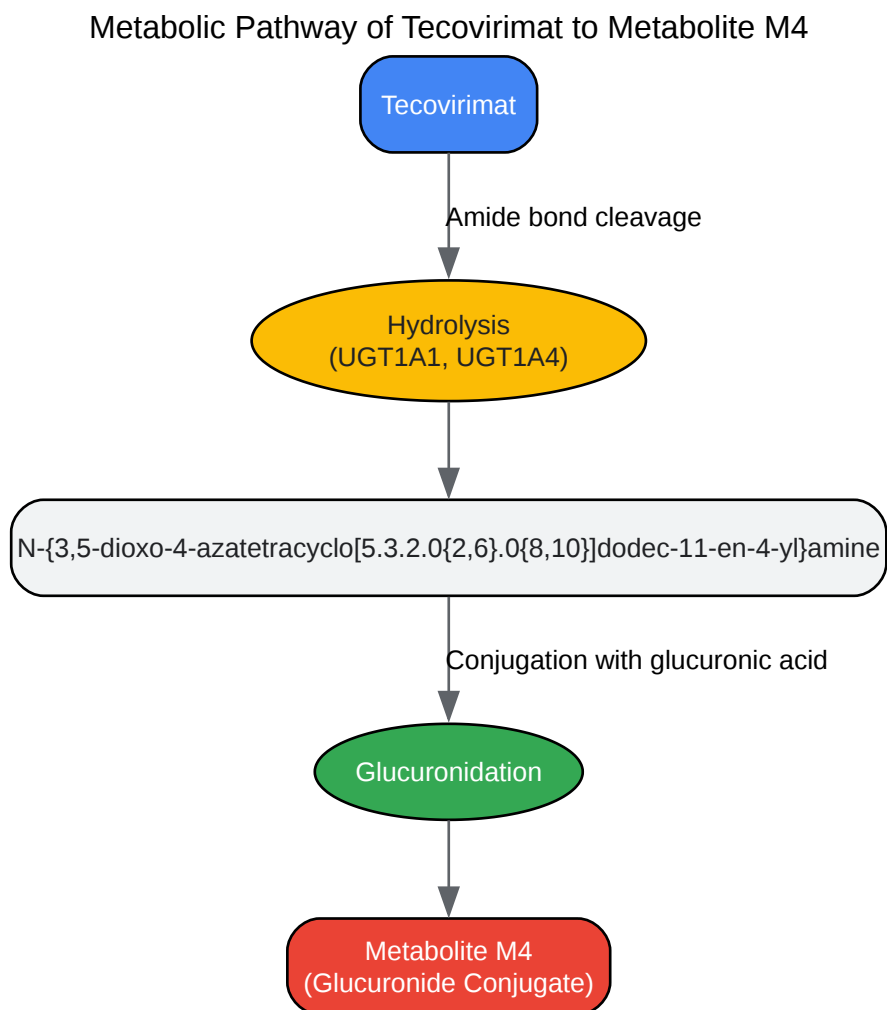 Metabolic Pathway of Tecovirimat to Metabolite M4
Tecovirimat
Amide bond cleavage
Hydrolysis
(UGT1A1, UGT1A4)
N-{3,5-dioxo-4-azatetracyclo[5.3.2.0{2,6}.0{8,10}]dodec-11-en-4-yl}amine
Conjugation with glucuronic acid
Glucuronidation
Metabolite M4
(Glucuronide Conjugate)